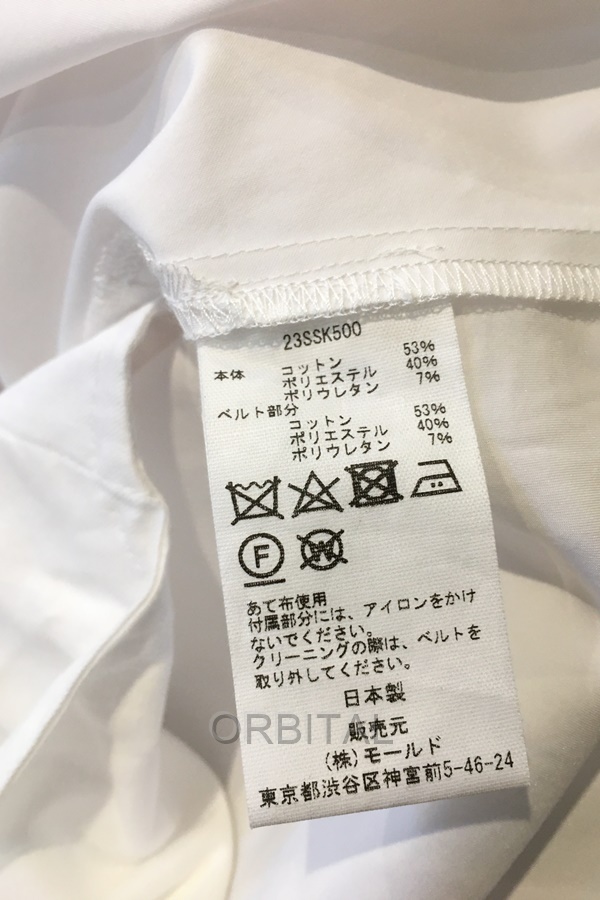 23SSK500
本体 コットン 53%
ポリエステル 40%
ポリウレタン 7%
ベルト部分
コットン 53%
ポリエステル 40%
ポリウレタン 7%
F W
あて布使用
付属部分には、アイロンをかけ
ないでください。
クリーニングの際は、ベルトを
取り外してください。
日本製
ORBITAL
販売元
(株)モールド
東京都渋谷区神宮前5-46-24